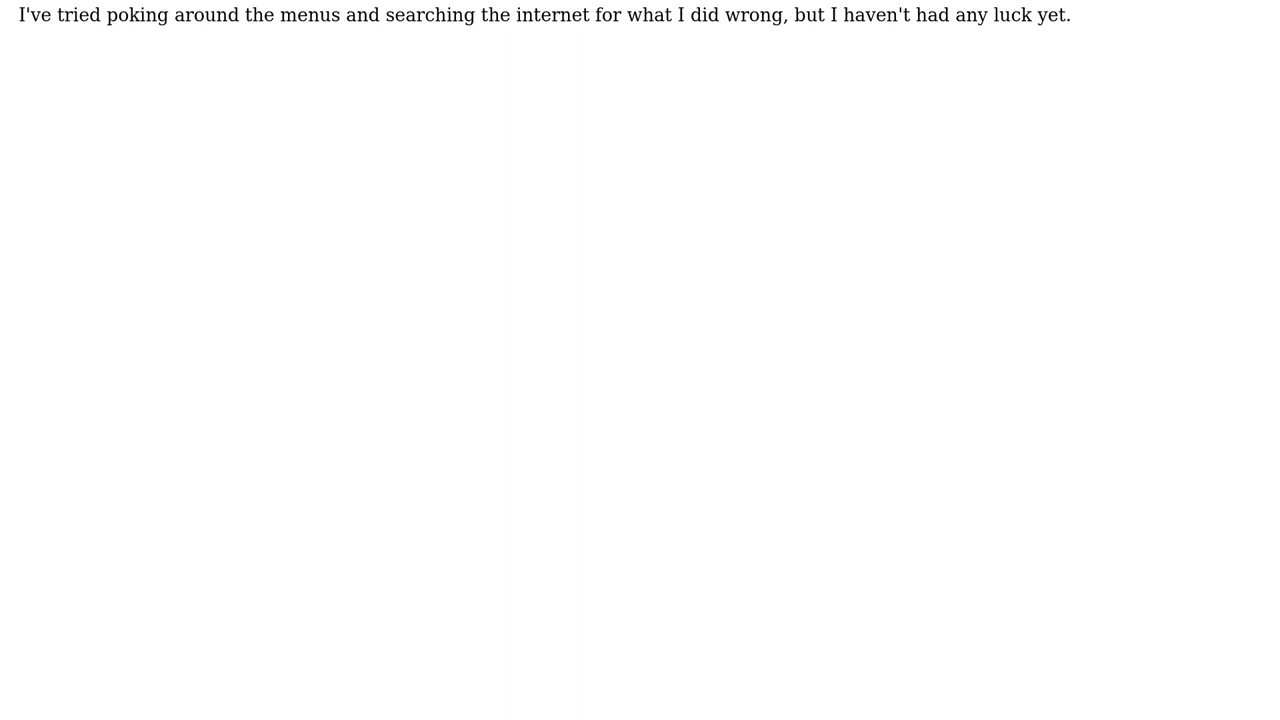 I've tried poking around the menus and searching the internet for what I did wrong, but I haven't had any luck yet.